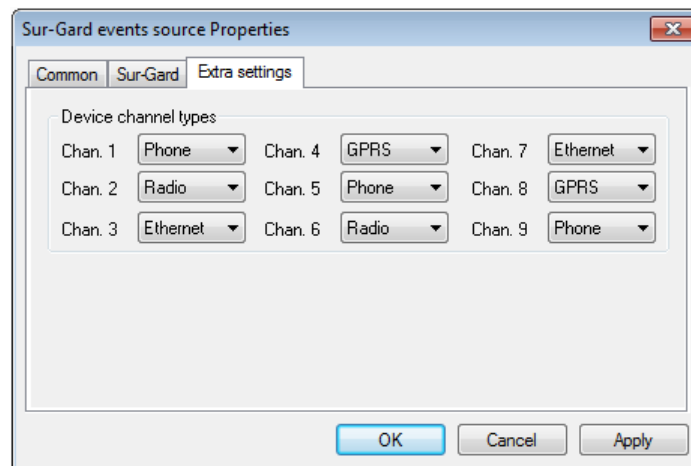 Sur-Gard events source Properties
Common Sur-Gard Extra settings
Device channel types
Chan. 1 Phone Chan. 4 GPRS Chan. 7 Ethernet
Chan. 2 Radio Chan. 5 Phone Chan. 8 GPRS
Chan. 3 Ethernet Chan. 6 Radio Chan. 9 Phone
OK Cancel Apply